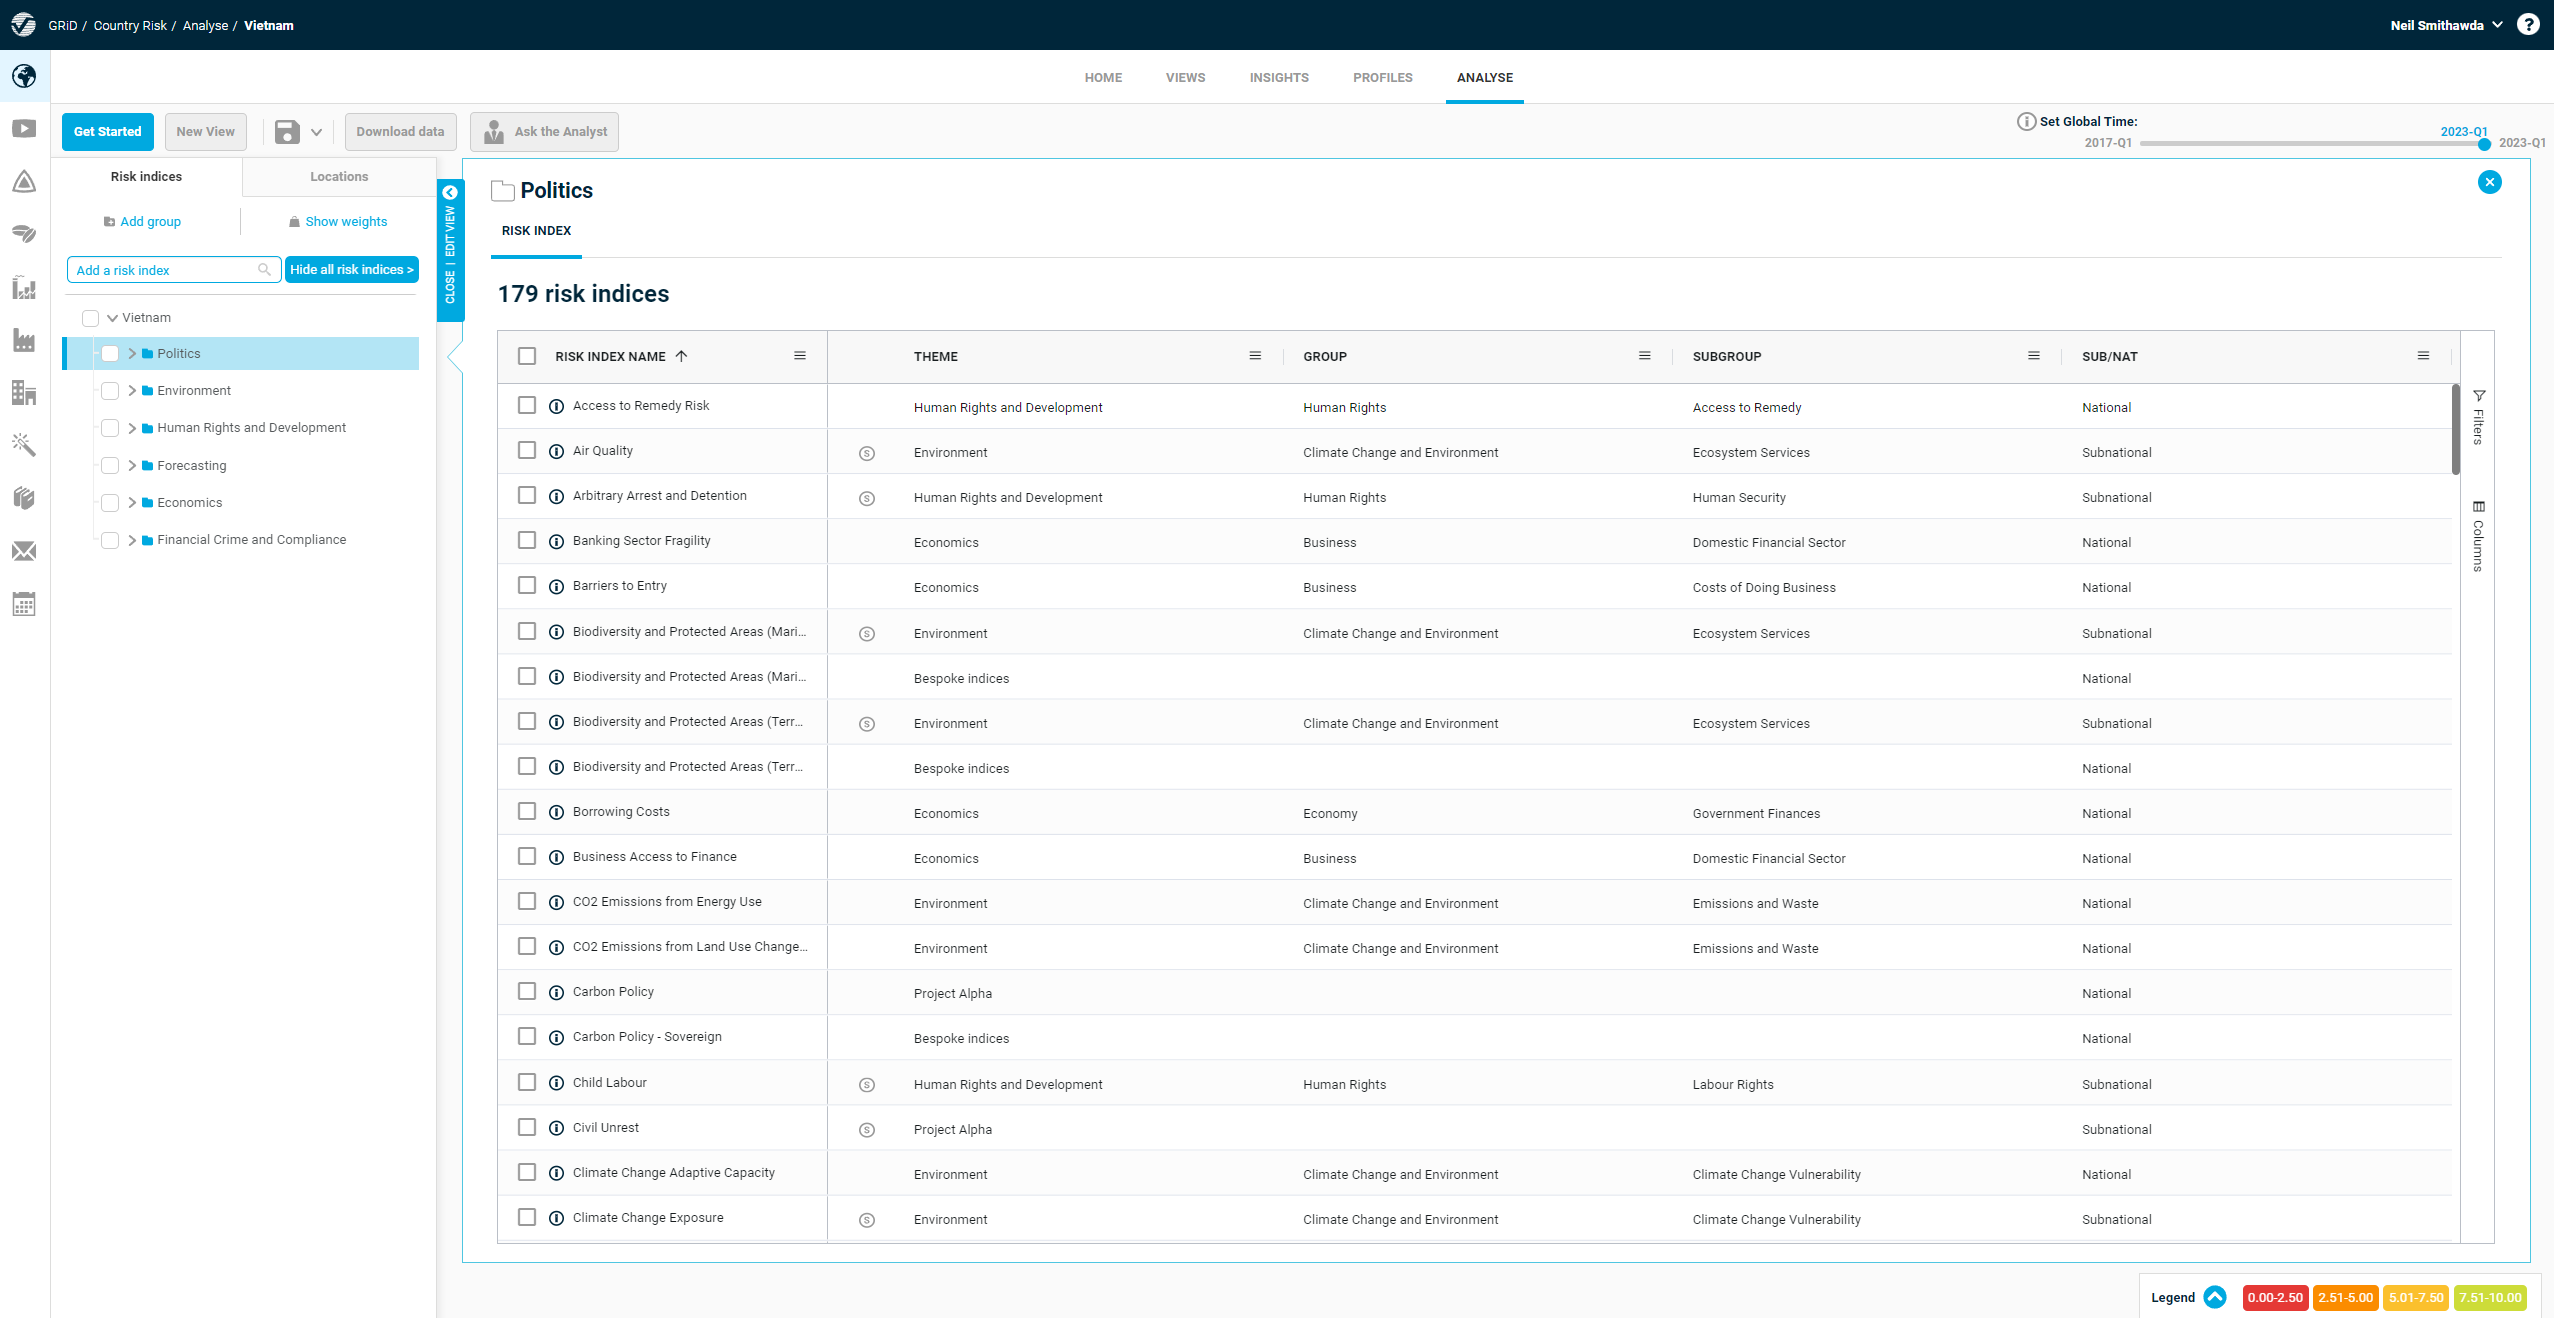 GRiD / Country Risk / Analyse / Vietnam
Neil Smithawda
HOME VIEWS INSIGHTS PROFILES ANALYSE
Get Started New View Download data Ask the Analyst
Set Global Time:
2023-Q1
2017-Q1 2023-Q1
Risk indices Locations
Add group Show weights
Add a risk index Hide all risk indices >
Vietnam
Politics
Environment
Human Rights and Development
Forecasting
Economics
Financial Crime and Compliance
CLOSE | EDIT VIEW
Politics
RISK INDEX
179 risk indices
RISK INDEX NAME THEME GROUP SUBGROUP SUB/NAT
Access to Remedy Risk Human Rights and Development Human Rights Access to Remedy National
Air Quality S Environment Climate Change and Environment Ecosystem Services Subnational
Arbitrary Arrest and Detention S Human Rights and Development Human Rights Human Security Subnational
Banking Sector Fragility Economics Business Domestic Financial Sector National
Barriers to Entry Economics Business Costs of Doing Business National
Biodiversity and Protected Areas (Mari... S Environment Climate Change and Environment Ecosystem Services Subnational
Biodiversity and Protected Areas (Mari... Bespoke indices National
Biodiversity and Protected Areas (Terr... S Environment Climate Change and Environment Ecosystem Services Subnational
Biodiversity and Protected Areas (Terr... Bespoke indices National
Borrowing Costs Economics Economy Government Finances National
Business Access to Finance Economics Business Domestic Financial Sector National
CO2 Emissions from Energy Use Environment Climate Change and Environment Emissions and Waste National
CO2 Emissions from Land Use Change... Environment Climate Change and Environment Emissions and Waste National
Carbon Policy Project Alpha National
Carbon Policy - Sovereign Bespoke indices National
Child Labour S Human Rights and Development Human Rights Labour Rights Subnational
Civil Unrest S Project Alpha Subnational
Climate Change Adaptive Capacity Environment Climate Change and Environment Climate Change Vulnerability National
Climate Change Exposure S Environment Climate Change and Environment Climate Change Vulnerability Subnational
Filters
Columns
Legend 0.00-2.50 2.51-5.00 5.01-7.50 7.51-10.00